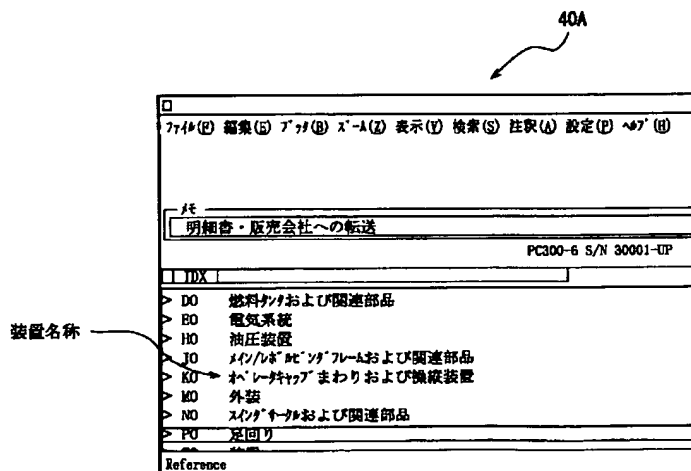 40A
ファイル(F) 編集(E) ブック(B) ズーム(Z) 表示(V) 検索(S) 注釈(A) 設定(P) ヘルプ(H)
メモ
明細書・販売会社への転送
PC300-6 S/N 30001-UP
IDX
> D0 燃料タンクおよび関連部品
> E0 電気系統
> H0 油圧装置
> J0 メイン/レボルビングフレームおよび関連部品
装置名称
> K0 オペレータキャップまわりおよび操縦装置
> M0 外装
> N0 スイングサークルおよび関連部品
> P0 足回り
Reference